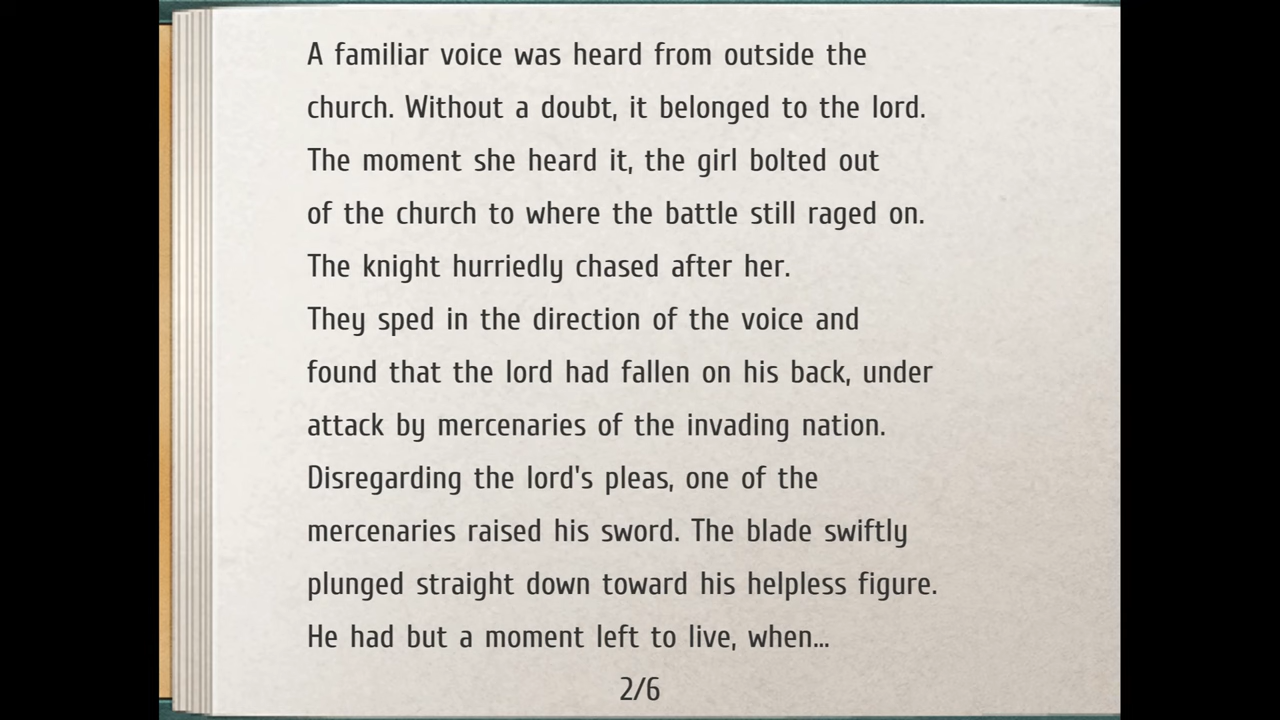 A familiar voice was heard from outside the
church. Without a doubt, it belonged to the lord.
The moment she heard it, the girl bolted out
of the church to where the battle still raged on.
The knight hurriedly chased after her.
They sped in the direction of the voice and
found that the lord had fallen on his back, under
attack by mercenaries of the invading nation.
Disregarding the lord's pleas, one of the
mercenaries raised his sword. The blade swiftly
plunged straight down toward his helpless figure.
He had but a moment left to live, when...
2/6